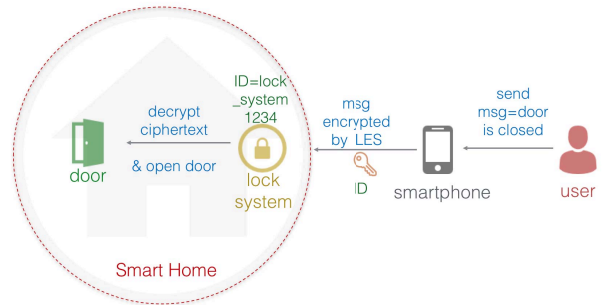 ID=lock
_system
1234
decrypt
ciphertext
& open door
door
lock
system
Smart Home
msg
encrypted
by LES
ID
smartphone
send
msg=door
is closed
user